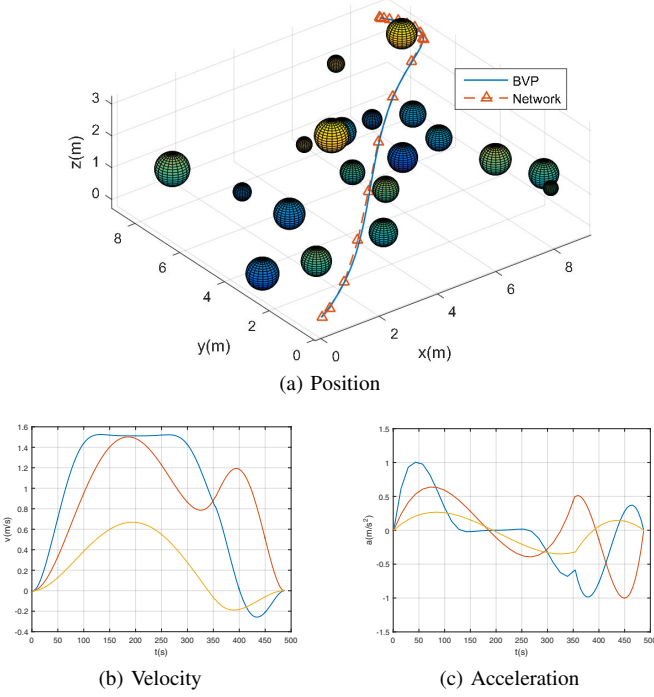 BVP
Network
z(m)
3
2
1
0
8
6
4
2
0
y(m)
0
2
4
6
8
x(m)
(a) Position
1.6
1.4
1.2
1
0.8
0.6
0.4
0.2
0
-0.2
-0.4
v(m/s)
0 50 100 150 200 250 300 350 400 450 500
t(s)
1.5
1
0.5
0
-0.5
-1
-1.5
a(m/s²)
0 50 100 150 200 250 300 350 400 450 500
t(s)
(b) Velocity
(c) Acceleration